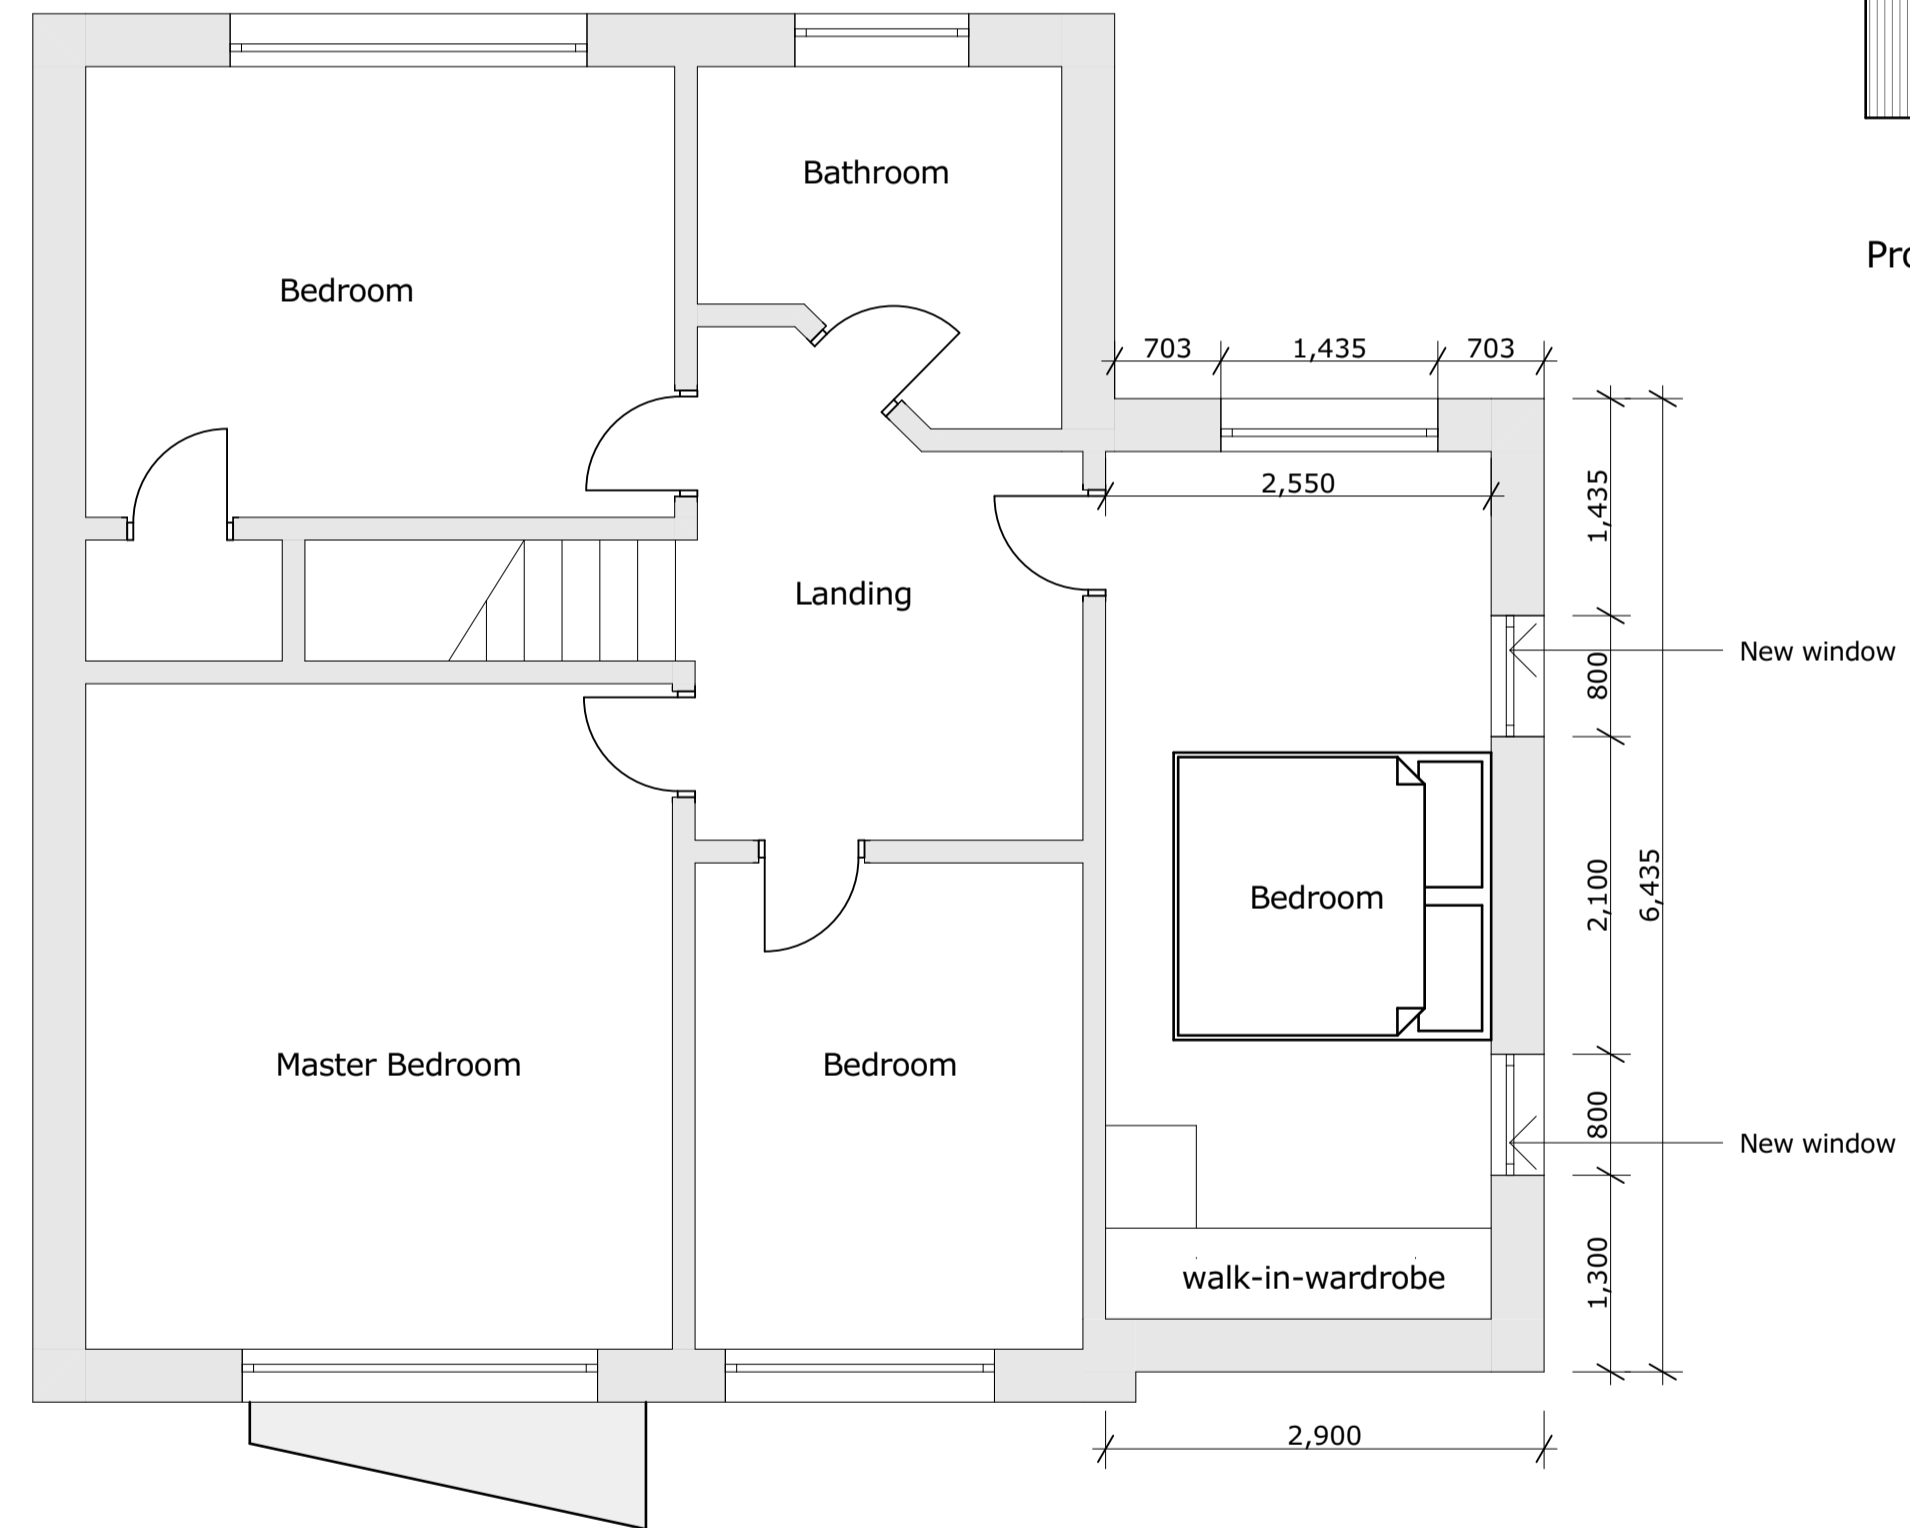 Bathroom
Pro
Bedroom
703
1,435
703
2,550
1,435
Landing
New window
800
2,100
6,435
Bedroom
Master Bedroom
Bedroom
800
New window
walk-in-wardrobe
1,300
2,900